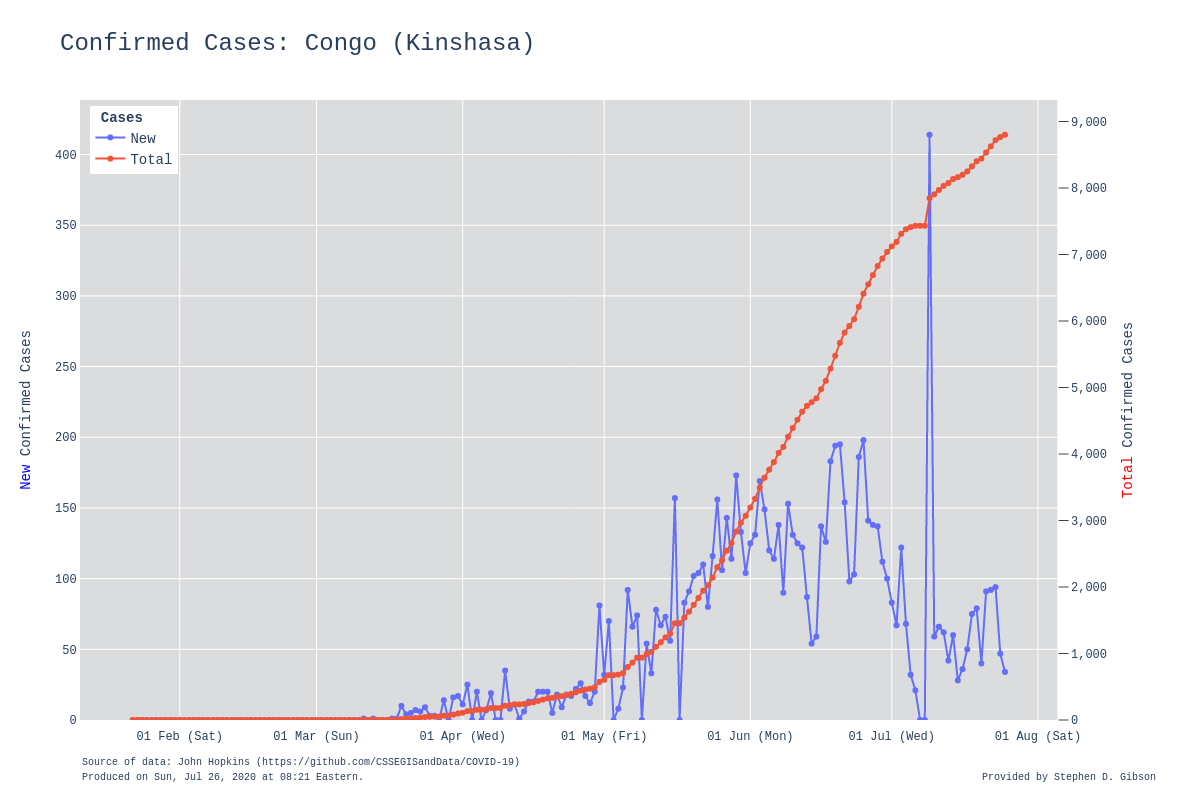 Confirmed Cases: Congo (Kinshasa)
Cases
New
Total
400
350
300
250
200
150
100
50
0
New Confirmed Cases
9,000
8,000
7,000
6,000
5,000
4,000
3,000
2,000
1,000
0
Total Confirmed Cases
01 Feb (Sat) 01 Mar (Sun) 01 Apr (Wed) 01 May (Fri) 01 Jun (Mon) 01 Jul (Wed) 01 Aug (Sat)
Source of data: John Hopkins (https://github.com/CSSEGISandData/COVID-19)
Produced on Sun, Jul 26, 2020 at 08:21 Eastern.
Provided by Stephen D. Gibson